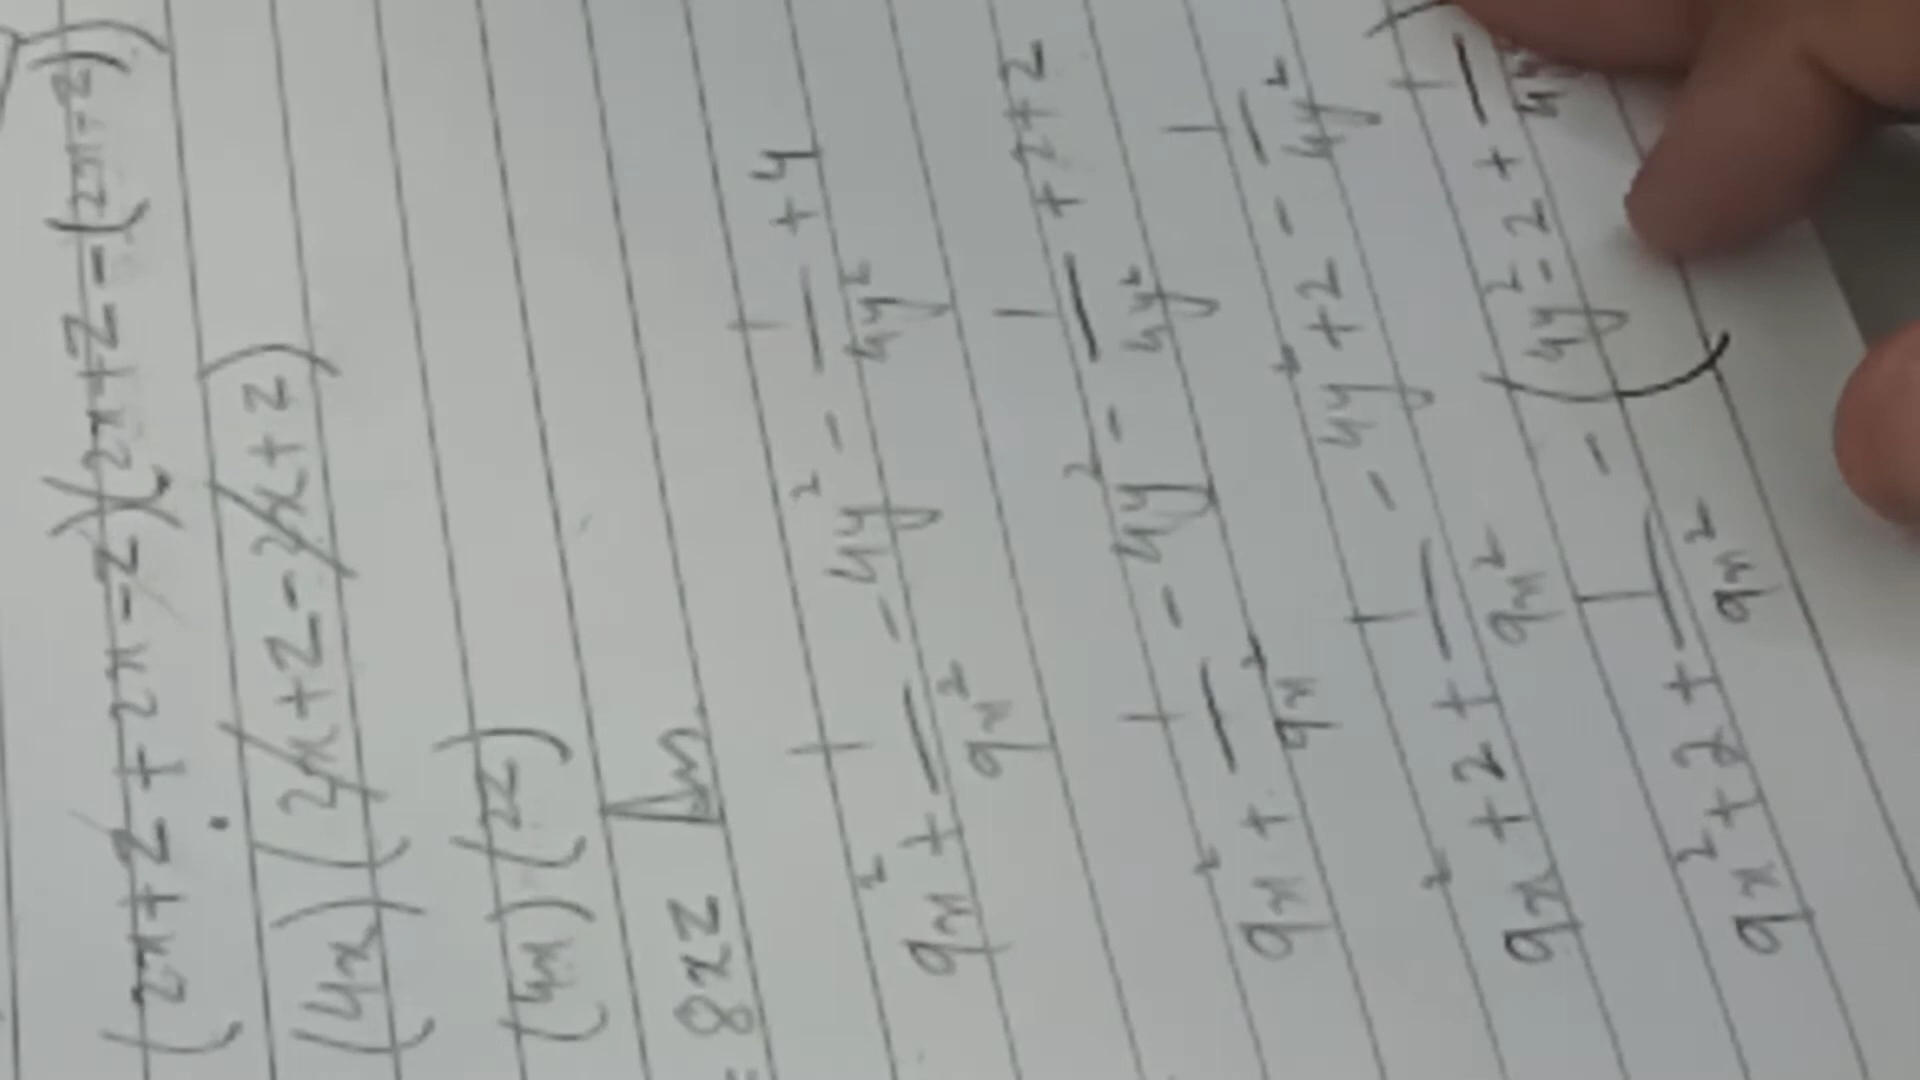 (2x+z+2x-z)(2x+z-(2x-z))
(4x)(2x+z-2x+z)
(4x)(2z)
= 8xz Ans
9x² + 1/9x² - 4y² - 1/4y² + 4
9x² + 1/9x² - 4y² - 1/4y² + 2+2
9x² + 2 + 1/9x² - 4y² + 2 - 1/4y²
9x² + 2 + 1/9x² - (4y² - 2 + 1/4y